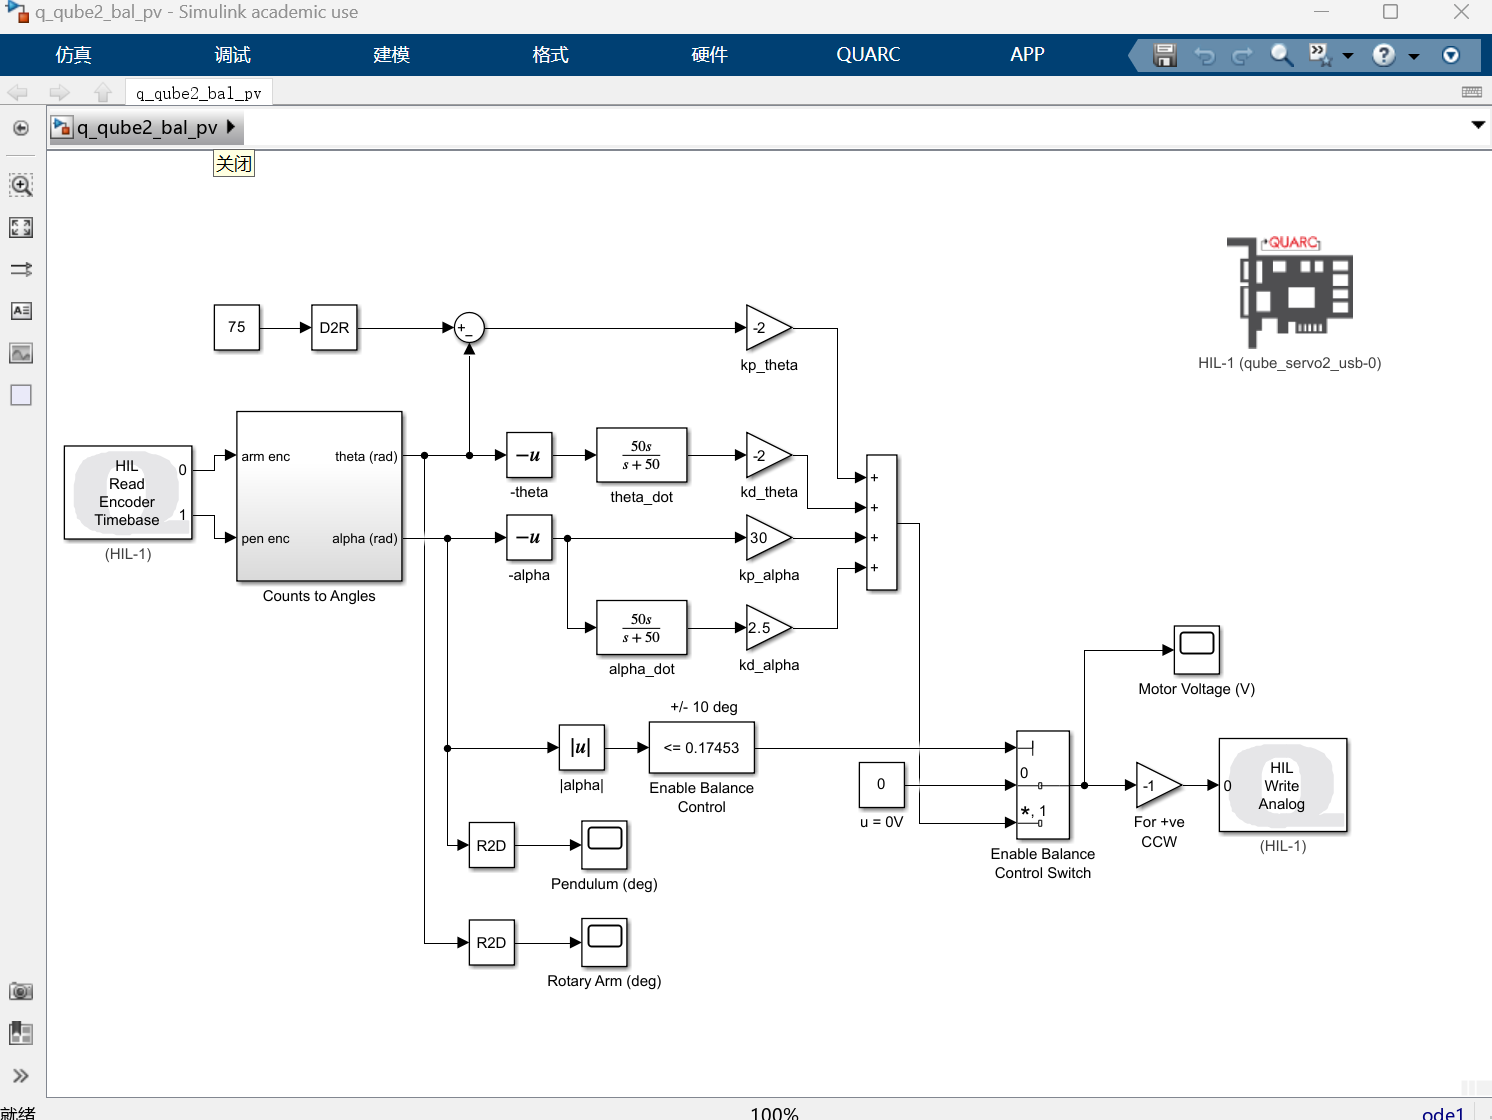 q_qube2_bal_pv - Simulink academic use
仿真 调试 建模 格式 硬件 QUARC APP
q_qube2_bal_pv
q_qube2_bal_pv
关闭
QUARC
HIL-1 (qube_servo2_usb-0)
75
D2R
+
_
-2
kp_theta
HIL
Read
Encoder
Timebase
0
1
(HIL-1)
arm enc
theta (rad)
pen enc
alpha (rad)
Counts to Angles
-u
-theta
50s
s + 50
theta_dot
-2
kd_theta
-u
-alpha
30
kp_alpha
50s
s + 50
alpha_dot
2.5
kd_alpha
+
+
+
+
+/- 10 deg
|u|
|alpha|
<= 0.17453
Enable Balance
Control
0
u = 0V
0
*, 1
Enable Balance
Control Switch
Motor Voltage (V)
-1
For +ve
CCW
0
HIL
Write
Analog
(HIL-1)
R2D
Pendulum (deg)
R2D
Rotary Arm (deg)
就绪
100%
ode1